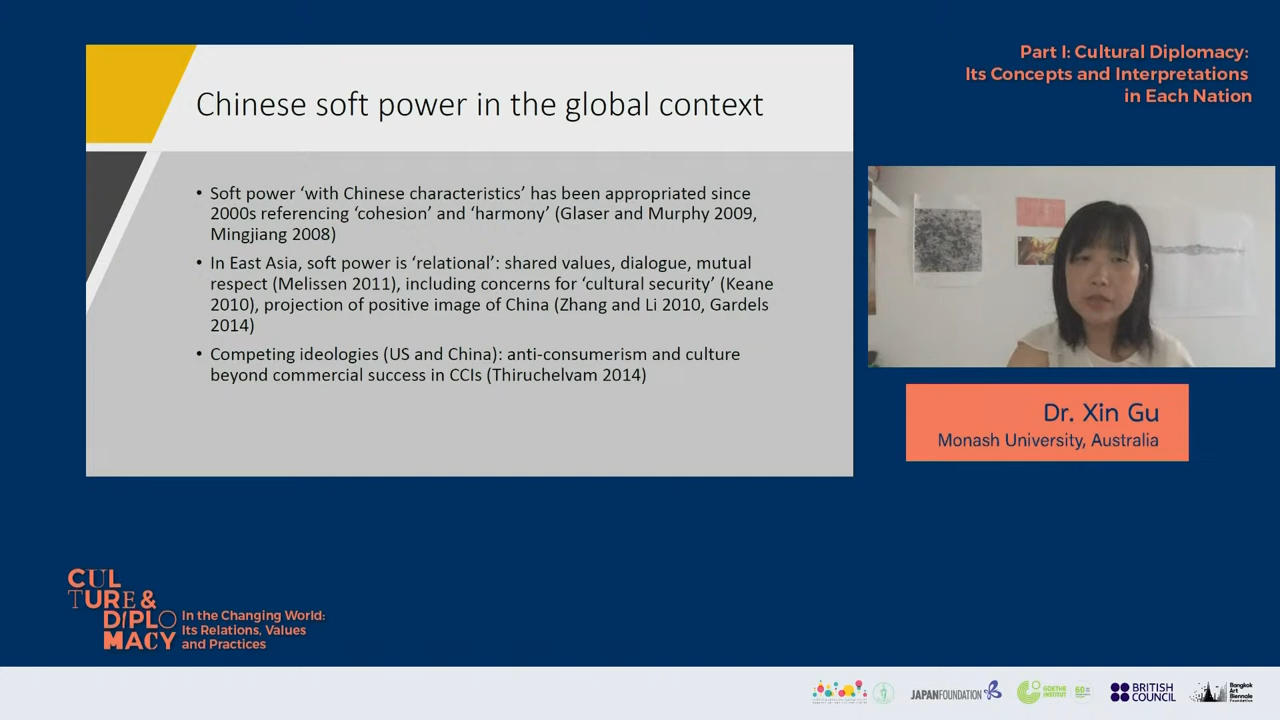 Part I: Cultural Diplomacy:
Its Concepts and Interpretations
in Each Nation
Chinese soft power in the global context
• Soft power ‘with Chinese characteristics’ has been appropriated since
2000s referencing ‘cohesion’ and ‘harmony’ (Glaser and Murphy 2009,
Mingjiang 2008)
• In East Asia, soft power is ‘relational’: shared values, dialogue, mutual
respect (Melissen 2011), including concerns for ‘cultural security’ (Keane
2010), projection of positive image of China (Zhang and Li 2010, Gardels
2014)
• Competing ideologies (US and China): anti-consumerism and culture
beyond commercial success in CCIs (Thiruchelvam 2014)
Dr. Xin Gu
Monash University, Australia
CUL
TURE &
DIPLO
MACY
In the Changing World:
Its Relations, Values
and Practices
JAPANFOUNDATION
GOETHE
INSTITUT
60
BRITISH
COUNCIL
Bangkok
Art
Biennale
Foundation